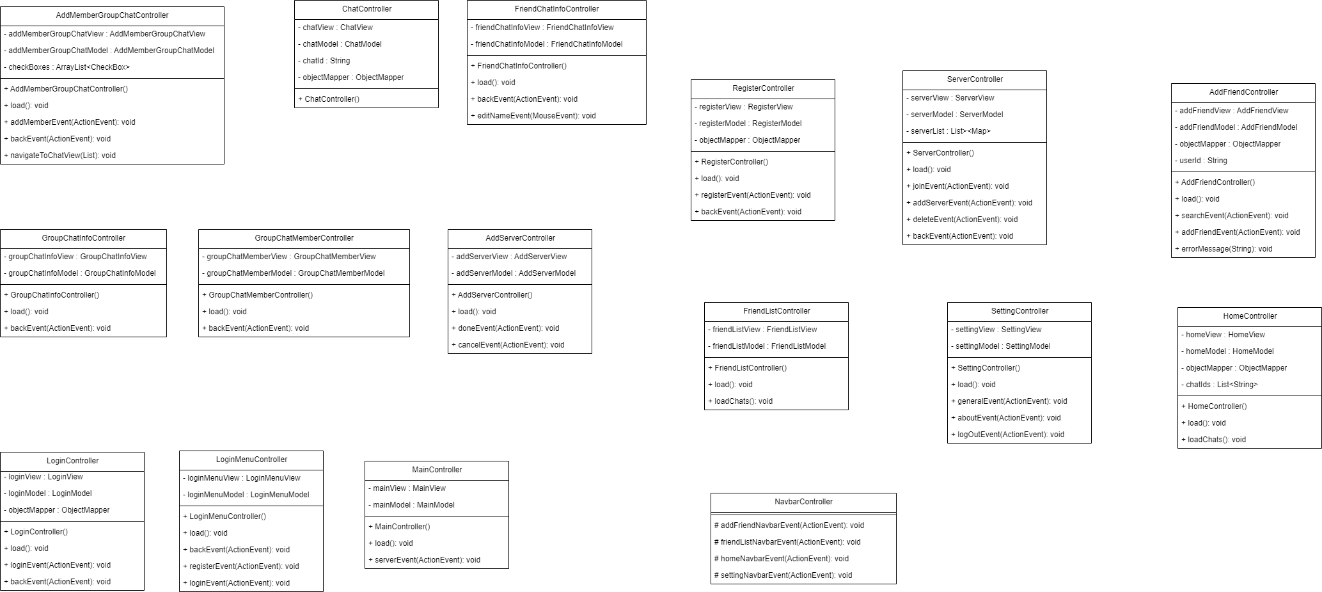 AddMemberGroupChatController
- addMemberGroupChatView : AddMemberGroupChatView
- addMemberGroupChatModel : AddMemberGroupChatModel
- checkBoxes : ArrayList<CheckBox>
+ AddMemberGroupChatController()
+ load(): void
+ addMemberEvent(ActionEvent): void
+ backEvent(ActionEvent): void
+ navigateToChatView(List): void
ChatController
- chatView : ChatView
- chatModel : ChatModel
- chatId : String
- objectMapper : ObjectMapper
+ ChatController()
FriendChatInfoController
- friendChatInfoView : FriendChatInfoView
- friendChatInfoModel : FriendChatInfoModel
+ FriendChatInfoController()
+ load(): void
+ backEvent(ActionEvent): void
+ editNameEvent(MouseEvent): void
RegisterController
- registerView : RegisterView
- registerModel : RegisterModel
- objectMapper : ObjectMapper
+ RegisterController()
+ load(): void
+ registerEvent(ActionEvent): void
+ backEvent(ActionEvent): void
ServerController
- serverView : ServerView
- serverModel : ServerModel
- serverList : List><Map>
+ ServerController()
+ load(): void
+ joinEvent(ActionEvent): void
+ addServerEvent(ActionEvent): void
+ deleteEvent(ActionEvent): void
+ backEvent(ActionEvent): void
AddFriendController
- addFriendView : AddFriendView
- addFriendModel : AddFriendModel
- objectMapper : ObjectMapper
- userId : String
+ AddFriendController()
+ load(): void
+ searchEvent(ActionEvent): void
+ addFriendEvent(ActionEvent): void
+ errorMessage(String): void
GroupChatInfoController
- groupChatInfoView : GroupChatInfoView
- groupChatInfoModel : GroupChatInfoModel
+ GroupChatInfoController()
+ load(): void
+ backEvent(ActionEvent): void
GroupChatMemberController
- groupChatMemberView : GroupChatMemberView
- groupChatMemberModel : GroupChatMemberModel
+ GroupChatMemberController()
+ load(): void
+ backEvent(ActionEvent): void
AddServerController
- addServerView : AddServerView
- addServerModel : AddServerModel
+ AddServerController()
+ load(): void
+ doneEvent(ActionEvent): void
+ cancelEvent(ActionEvent): void
FriendListController
- friendListView : FriendListView
- friendListModel : FriendListModel
+ FriendListController()
+ load(): void
+ loadChats(): void
SettingController
- settingView : SettingView
- settingModel : SettingModel
+ SettingController()
+ load(): void
+ generalEvent(ActionEvent): void
+ aboutEvent(ActionEvent): void
+ logOutEvent(ActionEvent): void
HomeController
- homeView : HomeView
- homeModel : HomeModel
- objectMapper : ObjectMapper
- chatIds : List<String>
+ HomeController()
+ load(): void
+ loadChats(): void
LoginController
- loginView : LoginView
- loginModel : LoginModel
- objectMapper : ObjectMapper
+ LoginController()
+ load(): void
+ loginEvent(ActionEvent): void
+ backEvent(ActionEvent): void
LoginMenuController
- loginMenuView : LoginMenuView
- loginMenuModel : LoginMenuModel
+ LoginMenuController()
+ load(): void
+ backEvent(ActionEvent): void
+ registerEvent(ActionEvent): void
+ loginEvent(ActionEvent): void
MainController
- mainView : MainView
- mainModel : MainModel
+ MainController()
+ load(): void
+ serverEvent(ActionEvent): void
NavbarController
# addFriendNavbarEvent(ActionEvent): void
# friendListNavbarEvent(ActionEvent): void
# homeNavbarEvent(ActionEvent): void
# settingNavbarEvent(ActionEvent): void